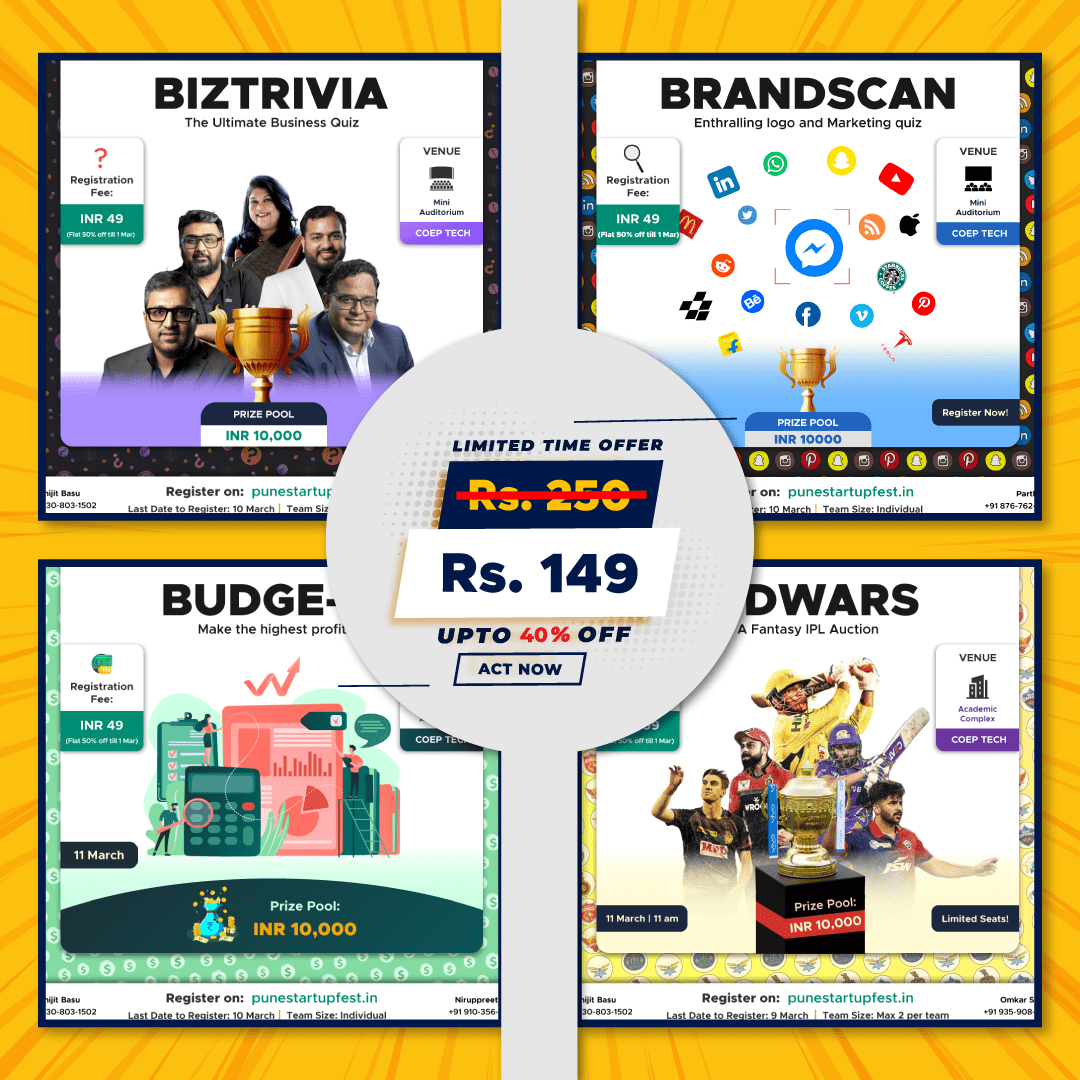 BIZTRIVIA
The Ultimate Business Quiz
Registration
Fee:
INR 49
(Flat 50% off till 1 Mar)
VENUE
Mini
Auditorium
COEP TECH
PRIZE POOL
INR 10,000
Register on: punestartup
30-803-1502
Last Date to Register: 10 March | Team Size:
Basu
BRANDSCAN
Enthralling logo and Marketing quiz
Registration
Fee:
INR 49
(Flat 50% off till 1 Mar)
VENUE
Mini
Auditorium
COEP TECH
STARBUCKS
COFFEE
TESLA
PRIZE POOL
INR 10000
Register Now!
on: punestartupfest.in
10 March | Team Size: Individual
+91 876-762-
LIMITED TIME OFFER
Rs. 250
Rs. 149
UPTO 40% OFF
ACT NOW
BUDGE-
Make the highest profit
Registration
Fee:
INR 49
(Flat 50% off till 1 Mar)
COEP TECH
11 March
Prize Pool:
INR 10,000
Basu
30-803-1502
Register on: punestartupfest.in
Last Date to Register: 10 March | Team Size: Individual
Niruppreet
+91 910-356-
DWARS
A Fantasy IPL Auction
50% off till 1 Mar)
VENUE
Academic
Complex
COEP TECH
JSW
Prize Pool:
INR 10,000
11 March | 11 am
Limited Seats!
Basu
30-803-1502
Register on: punestartupfest.in
Last Date to Register: 9 March | Team Size: Max 2 per team
Omkar S
+91 935-908-